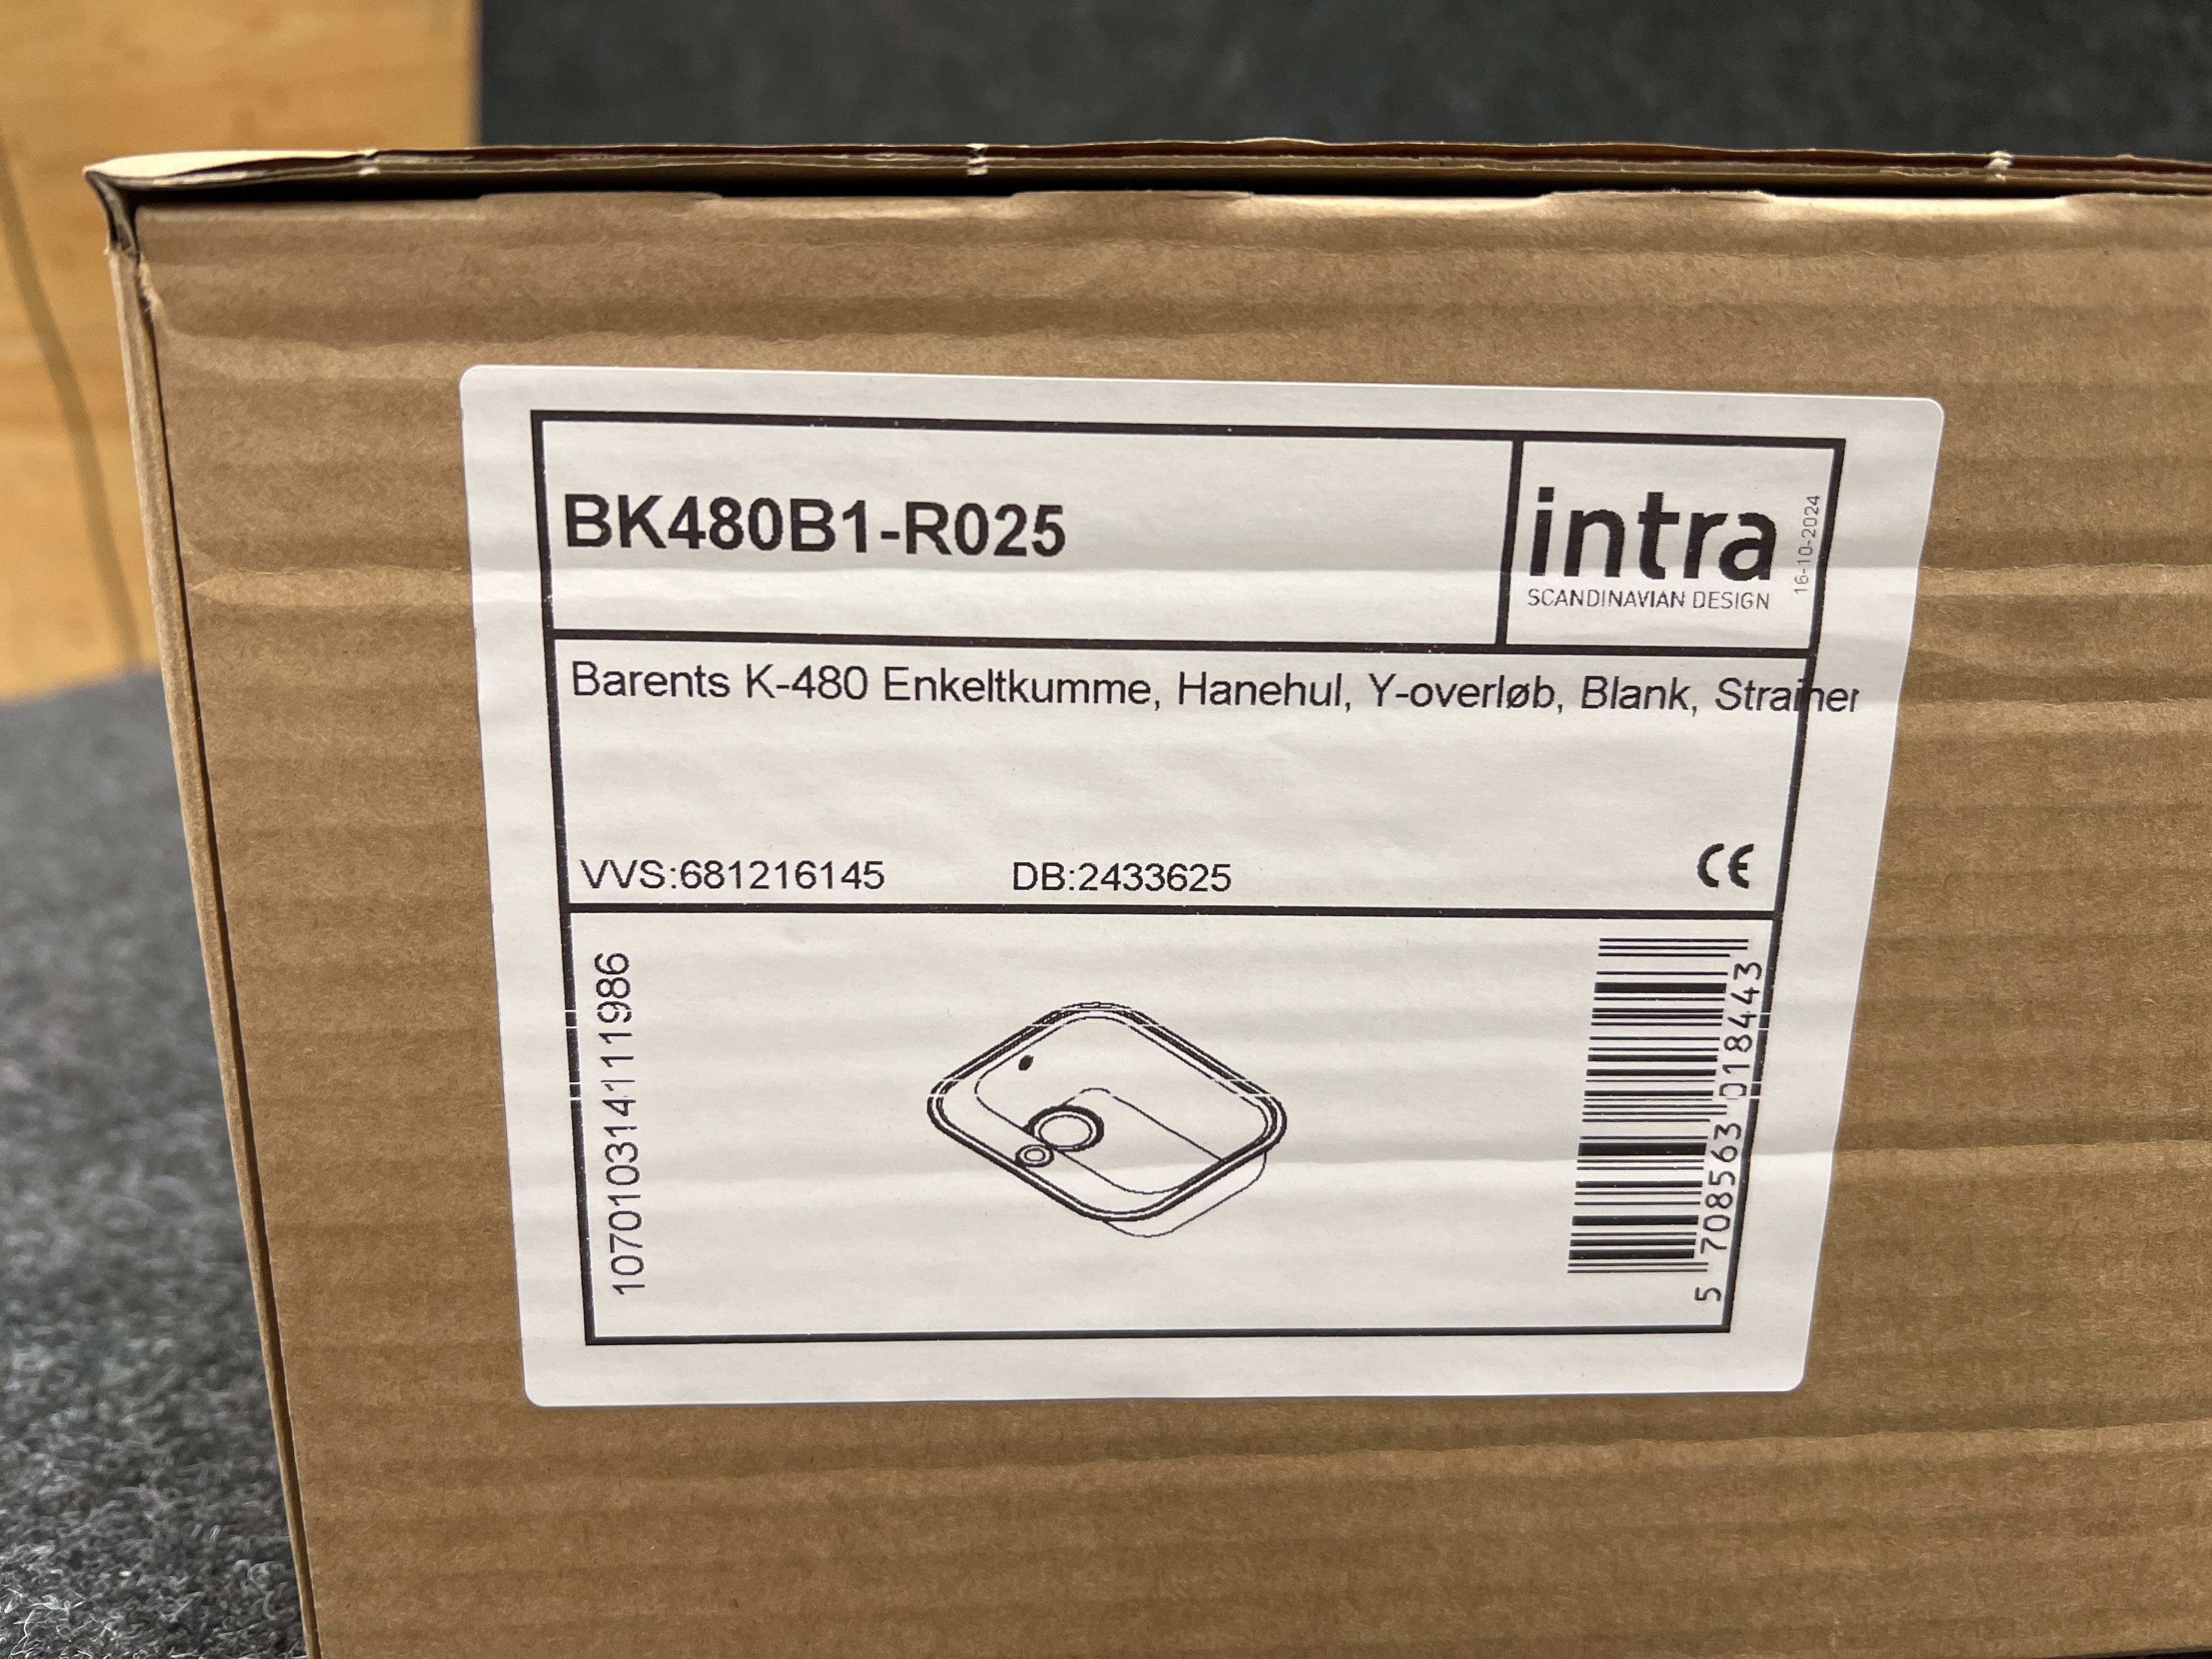 BK480B1-R025
intra
SCANDINAVIAN DESIGN
16-10-2024
Barents K-480 Enkeltkumme, Hanehul, Y-overløb, Blank, Strainer
VVS:681216145 DB:2433625
CE
107010314111986
5 708563 018443